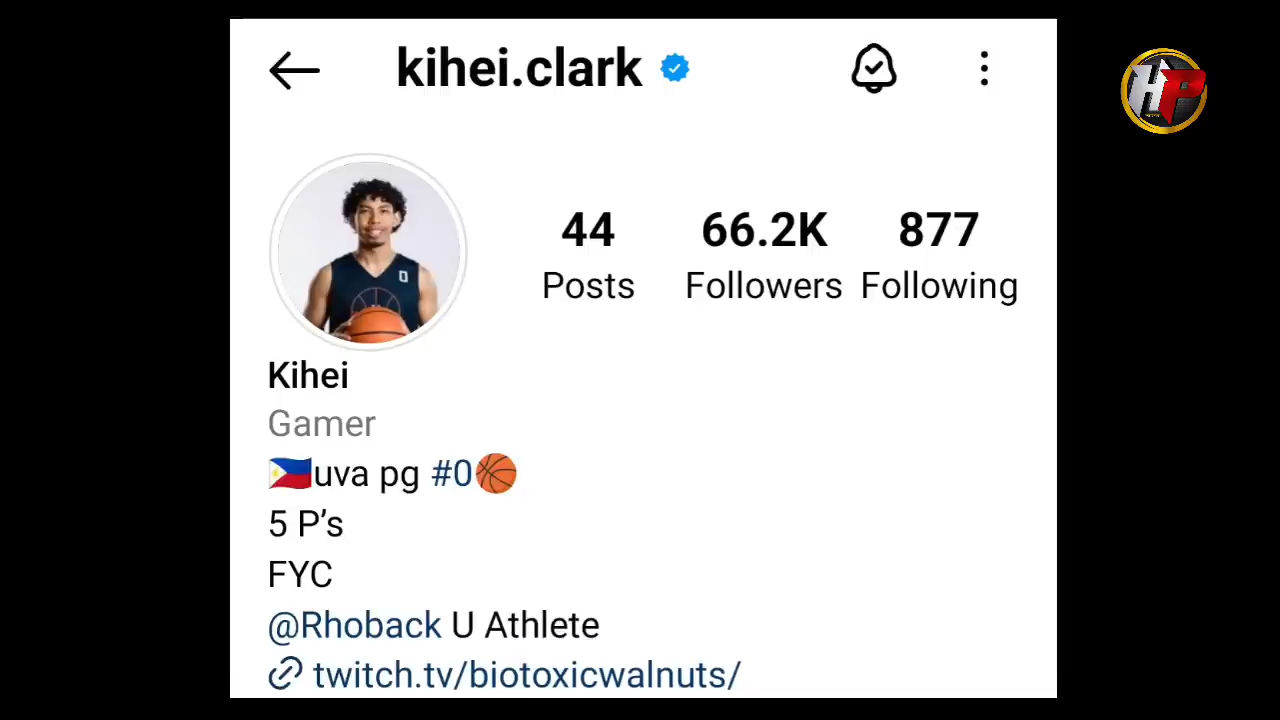 kihei.clark
44 66.2K 877
Posts Followers Following
Kihei
Gamer
🇵🇭uva pg #0🏀
5 P’s
FYC
@Rhoback U Athlete
twitch.tv/biotoxicwalnuts/
HP